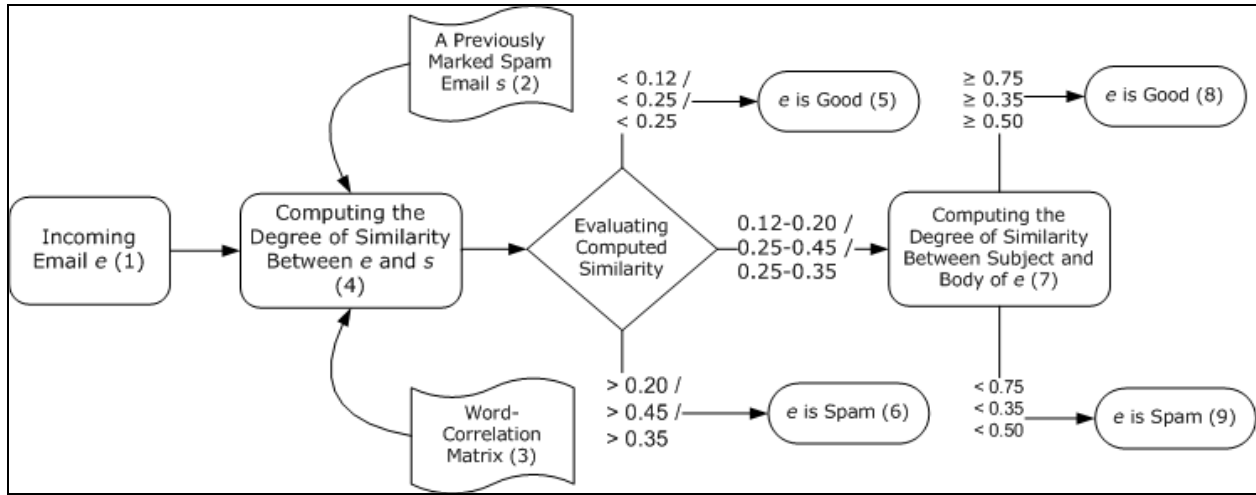 Incoming
Email e (1)
A Previously
Marked Spam
Email s (2)
Computing the
Degree of Similarity
Between e and s
(4)
Word-
Correlation
Matrix (3)
Evaluating
Computed
Similarity
< 0.12 /
< 0.25 /
< 0.25
e is Good (5)
0.12-0.20 /
0.25-0.45 /
0.25-0.35
> 0.20 /
> 0.45 /
> 0.35
e is Spam (6)
Computing the
Degree of Similarity
Between Subject and
Body of e (7)
≥ 0.75
≥ 0.35
≥ 0.50
e is Good (8)
< 0.75
< 0.35
< 0.50
e is Spam (9)